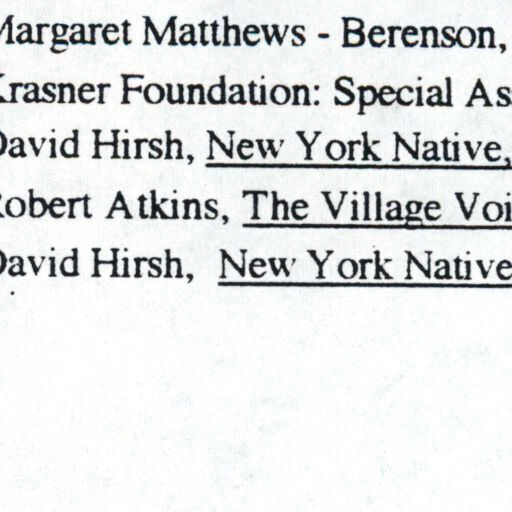 Margaret Matthews - Berenson,
Krasner Foundation: Special As
David Hirsh, New York Native,
Robert Atkins, The Village Voi
David Hirsh, New York Native